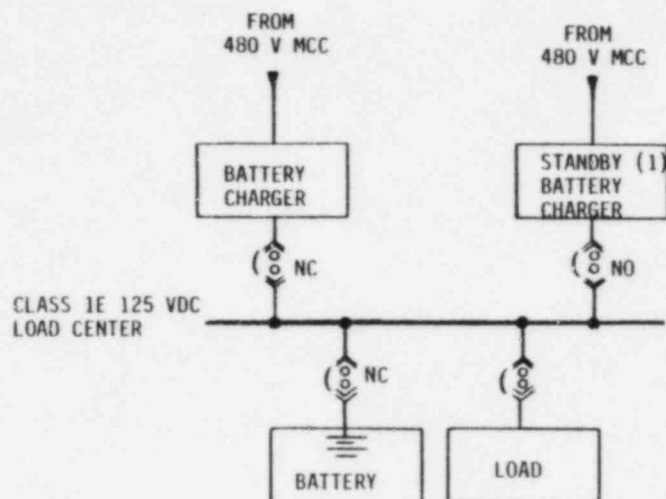 FROM
480 V MCC
FROM
480 V MCC
BATTERY
CHARGER
STANDBY (1)
BATTERY
CHARGER
NC
NO
CLASS 1E 125 VDC
LOAD CENTER
NC
BATTERY
LOAD